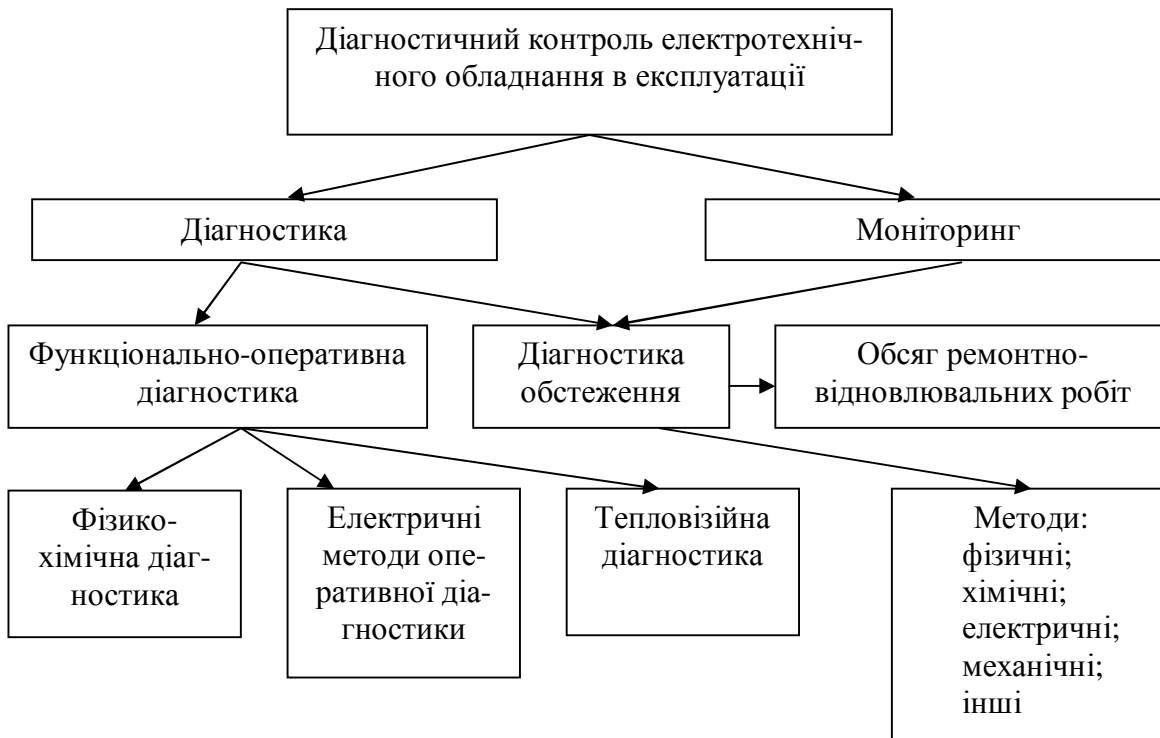 Діагностичний контроль електротехніч-
ного обладнання в експлуатації
Діагностика
Моніторинг
Функціонально-оперативна
діагностика
Діагностика
обстеження
Обсяг ремонтно-
відновлювальних робіт
Фізико-
хімічна діаг-
ностика
Електричні
методи опе-
ративної діа-
гностики
Тепловізійна
діагностика
Методи:
фізичні;
хімічні;
електричні;
механічні;
інші